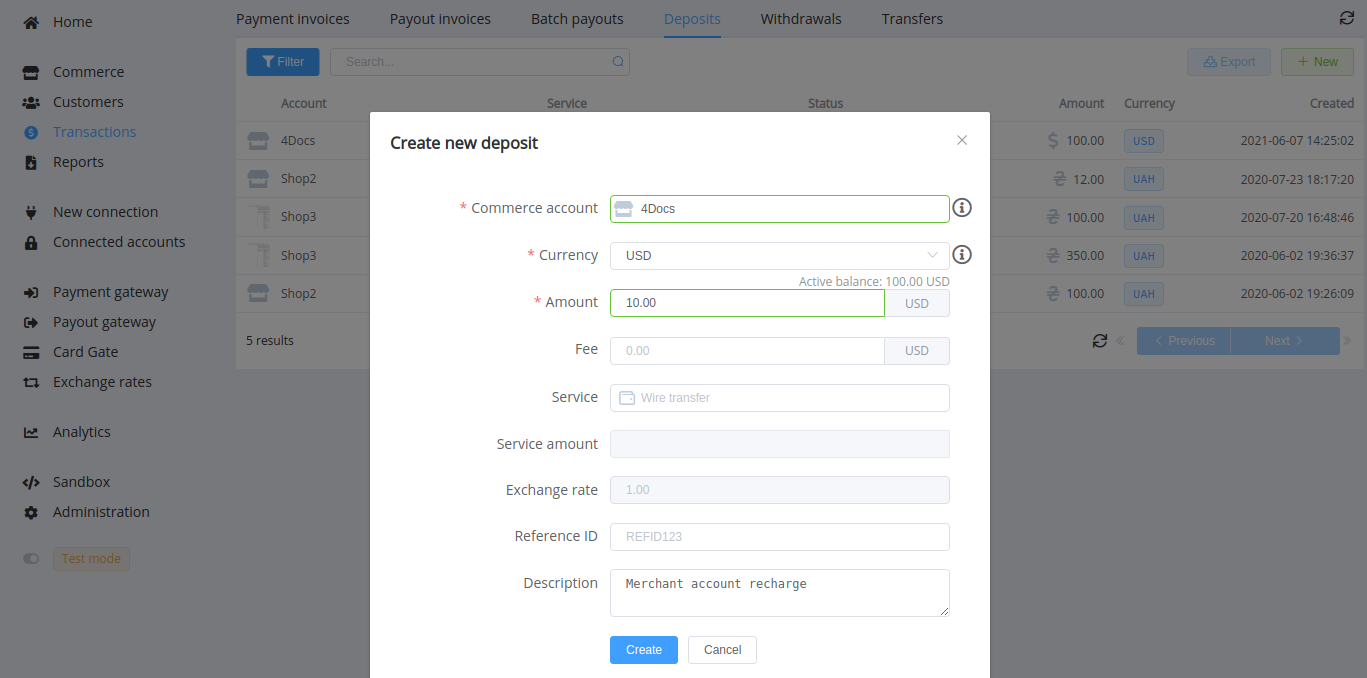 Home
Commerce
Customers
Transactions
Reports
New connection
Connected accounts
Payment gateway
Payout gateway
Card Gate
Exchange rates
Analytics
Sandbox
Administration
Test mode
Payment invoices Payout invoices Batch payouts Deposits Withdrawals Transfers
Filter Search... Export + New
Account Service Status Amount Currency Created
4Docs $ 100.00 USD 2021-06-07 14:25:02
Shop2 ₴ 12.00 UAH 2020-07-23 18:17:20
Shop3 ₴ 100.00 UAH 2020-07-20 16:48:46
Shop3 ₴ 350.00 UAH 2020-06-02 19:36:37
Shop2 ₴ 100.00 UAH 2020-06-02 19:26:09
5 results « < Previous Next > »
Create new deposit ×
* Commerce account 4Docs
* Currency USD
Active balance: 100.00 USD
* Amount 10.00 USD
Fee 0.00 USD
Service Wire transfer
Service amount
Exchange rate 1.00
Reference ID REFID123
Description Merchant account recharge
Create Cancel